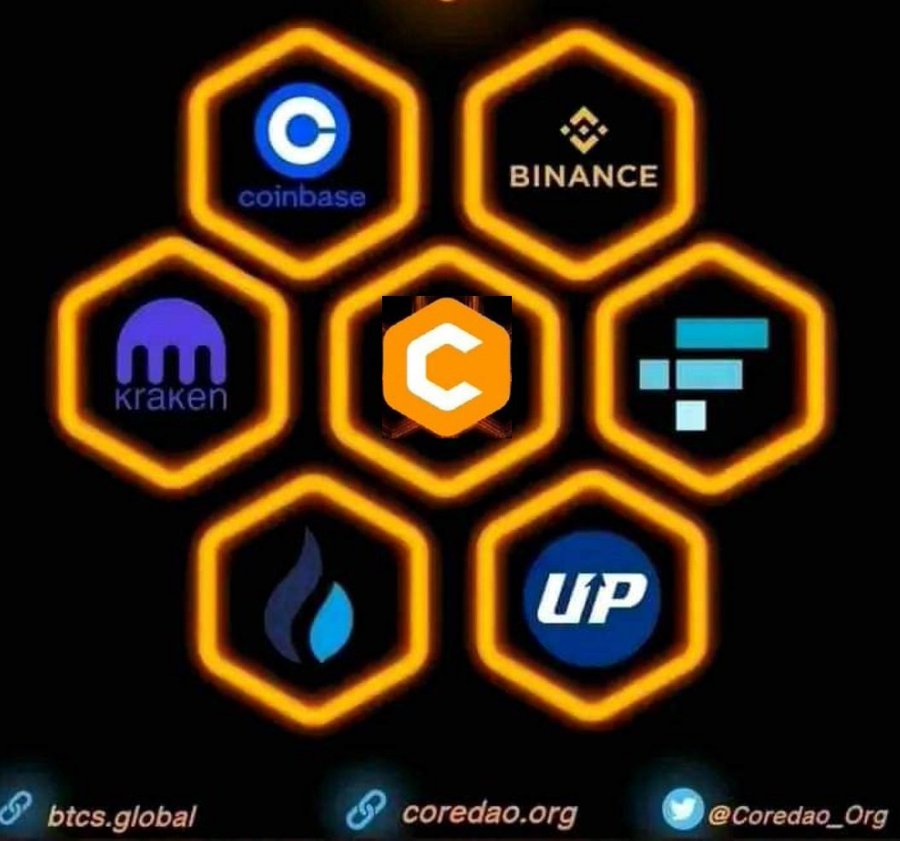 coinbase
BINANCE
kraken
UP
btcs.global
coredao.org
@Coredao_Org